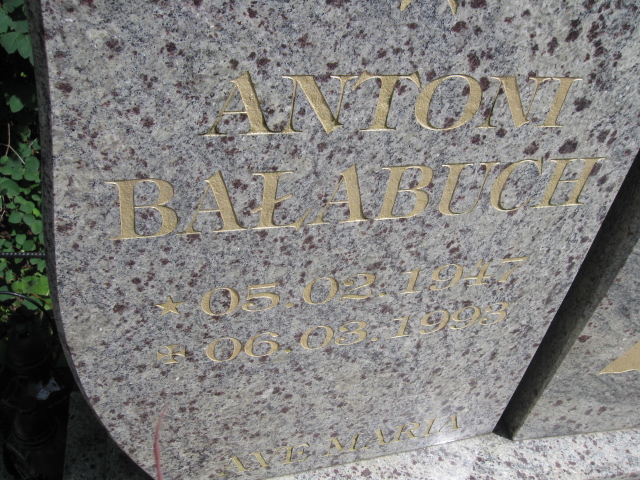 ANTONI
BAŁABUCH
05.02.1947
06.03.1993
AVE MARIA